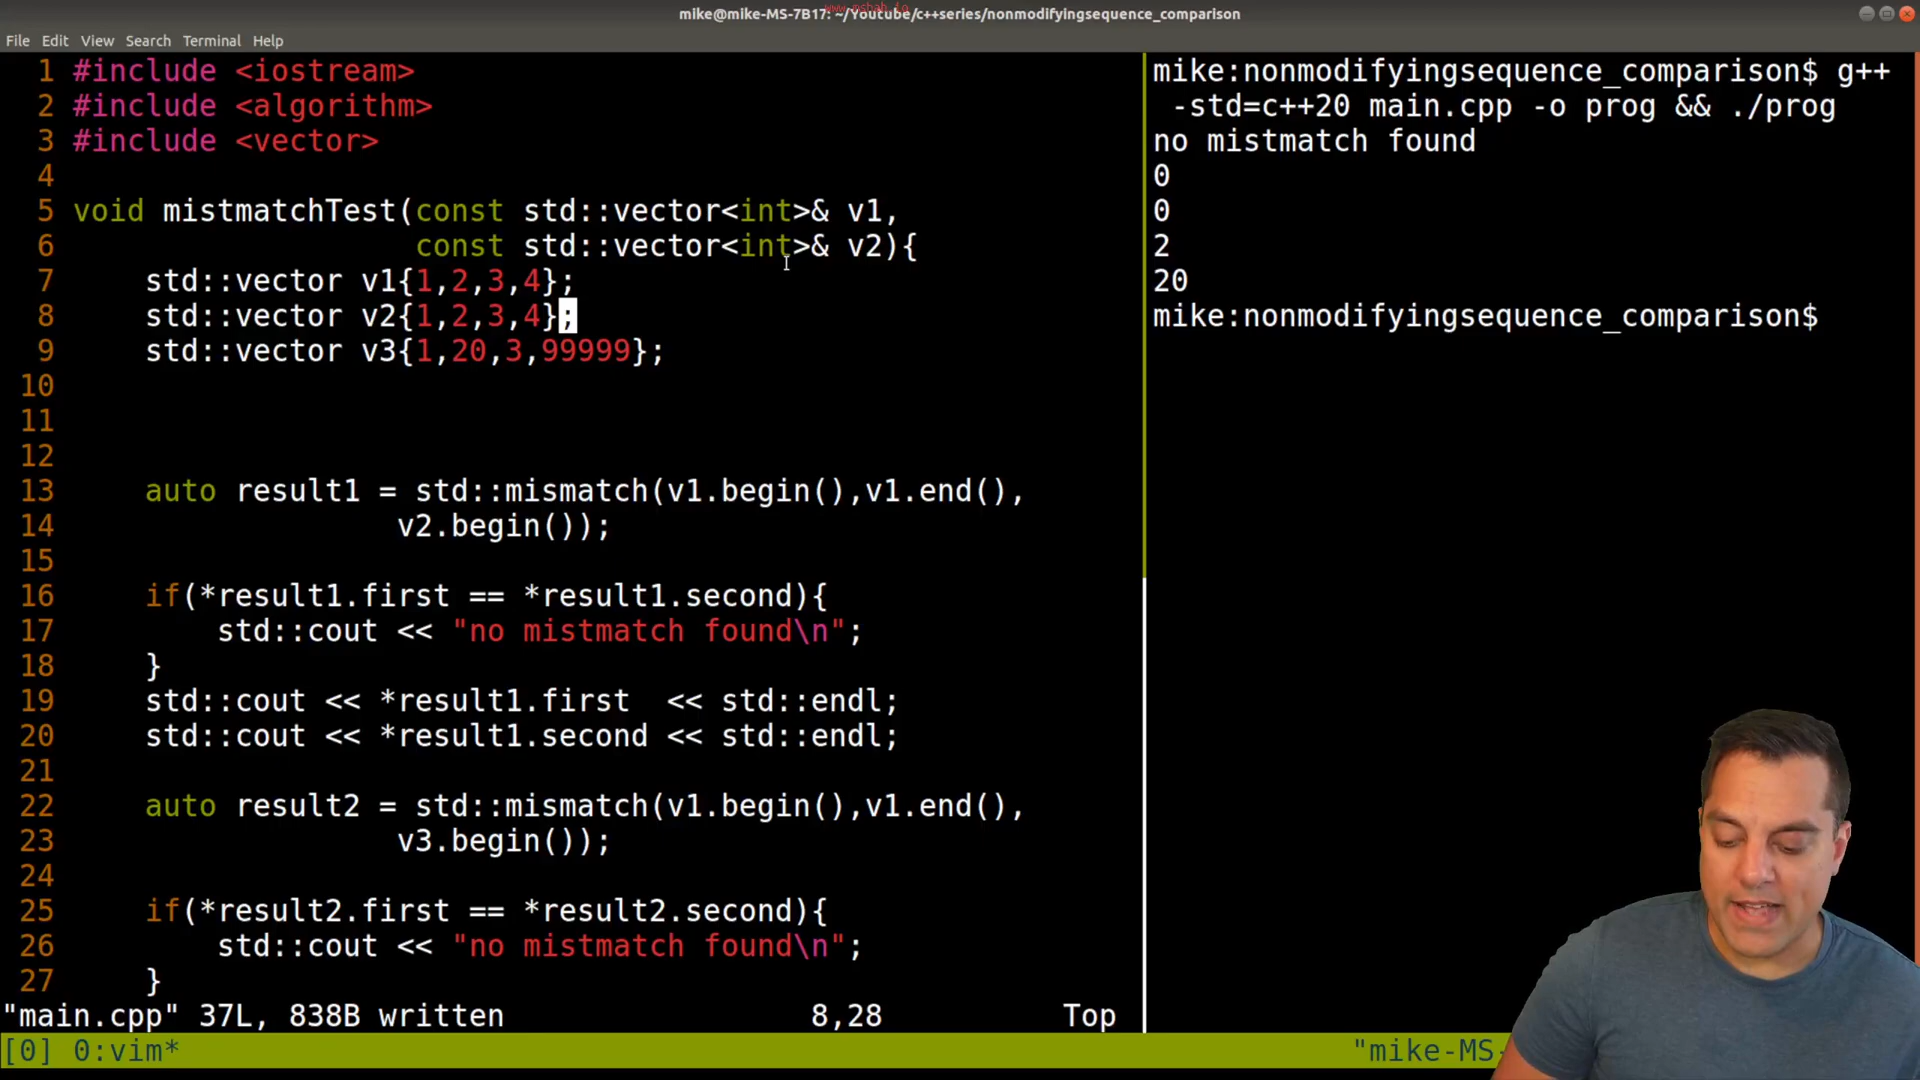 www.mshah.io
mike@mike-MS-7B17: ~/Youtube/c++series/nonmodifyingsequence_comparison
File Edit View Search Terminal Help
1 #include <iostream>
2 #include <algorithm>
3 #include <vector>
4
5 void mistmatchTest(const std::vector<int>& v1,
6 const std::vector<int>& v2){
7 std::vector v1{1,2,3,4};
8 std::vector v2{1,2,3,4};
9 std::vector v3{1,20,3,99999};
10
11
12
13 auto result1 = std::mismatch(v1.begin(),v1.end(),
14 v2.begin());
15
16 if(*result1.first == *result1.second){
17 std::cout << "no mistmatch found\n";
18 }
19 std::cout << *result1.first << std::endl;
20 std::cout << *result1.second << std::endl;
21
22 auto result2 = std::mismatch(v1.begin(),v1.end(),
23 v3.begin());
24
25 if(*result2.first == *result2.second){
26 std::cout << "no mistmatch found\n";
27 }
"main.cpp" 37L, 838B written 8,28 Top
mike:nonmodifyingsequence_comparison$ g++
-std=c++20 main.cpp -o prog && ./prog
no mistmatch found
0
0
2
20
mike:nonmodifyingsequence_comparison$
[0] 0:vim* "mike-MS-